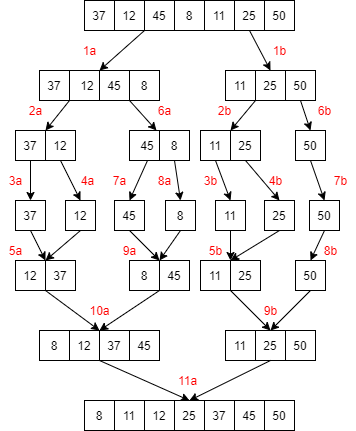 37 12 45 8 11 25 50
1a 1b
37 12 45 8 11 25 50
2a 6a 2b 6b
37 12 45 8 11 25 50
3a 4a 7a 8a 3b 4b 7b
37 12 45 8 11 25 50
5a 9a 5b 8b
12 37 8 45 11 25 50
10a 9b
8 12 37 45 11 25 50
11a
8 11 12 25 37 45 50